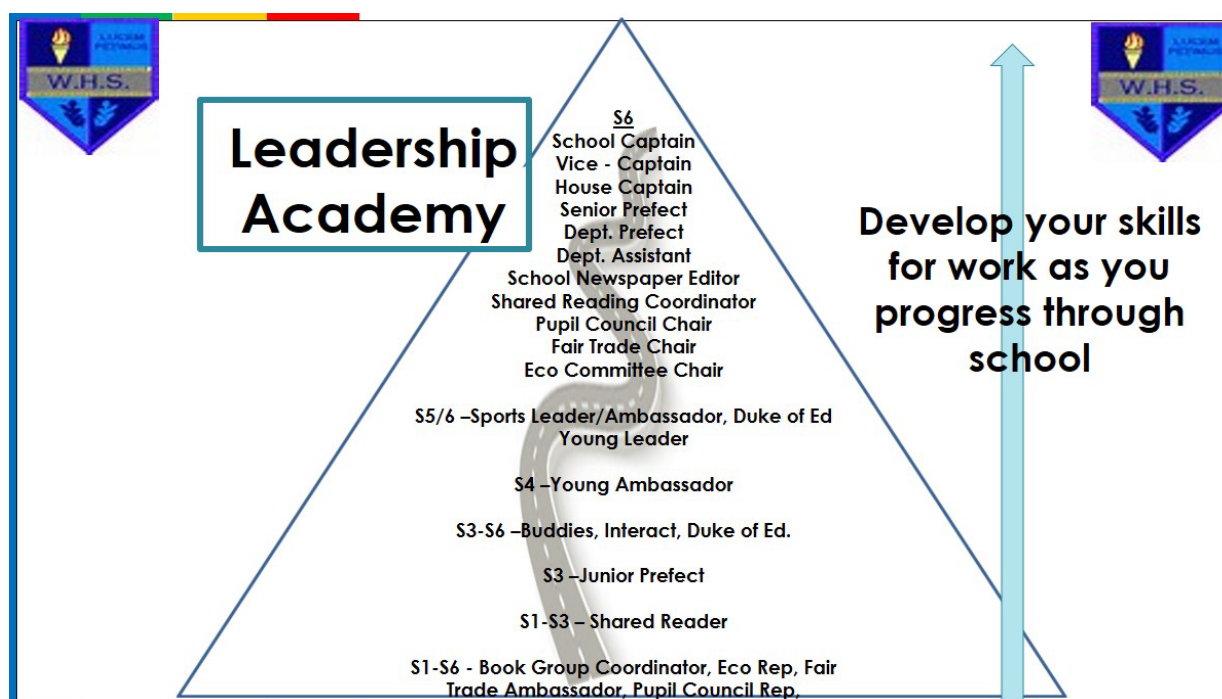 LUCEM
PETIMUS
W.H.S.
LUCEM
PETIMUS
W.H.S.
Leadership
Academy
S6
School Captain
Vice - Captain
House Captain
Senior Prefect
Dept. Prefect
Dept. Assistant
School Newspaper Editor
Shared Reading Coordinator
Pupil Council Chair
Fair Trade Chair
Eco Committee Chair
S5/6 –Sports Leader/Ambassador, Duke of Ed
Young Leader
S4 –Young Ambassador
S3-S6 –Buddies, Interact, Duke of Ed.
S3 –Junior Prefect
S1-S3 – Shared Reader
S1-S6 - Book Group Coordinator, Eco Rep, Fair
Trade Ambassador, Pupil Council Rep,
Develop your skills
for work as you
progress through
school